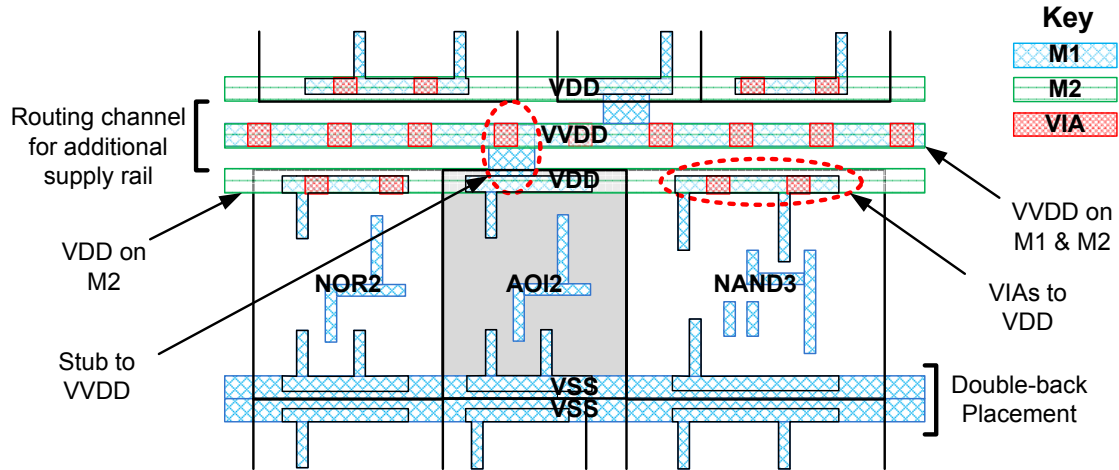 Key
M1
M2
VIA
VDD
Routing channel
for additional
supply rail
VVDD
VDD
VDD on
M2
VVDD on
M1 & M2
NOR2
AOI2
NAND3
VIAs to
VDD
Stub to
VVDD
VSS
VSS
Double-back
Placement